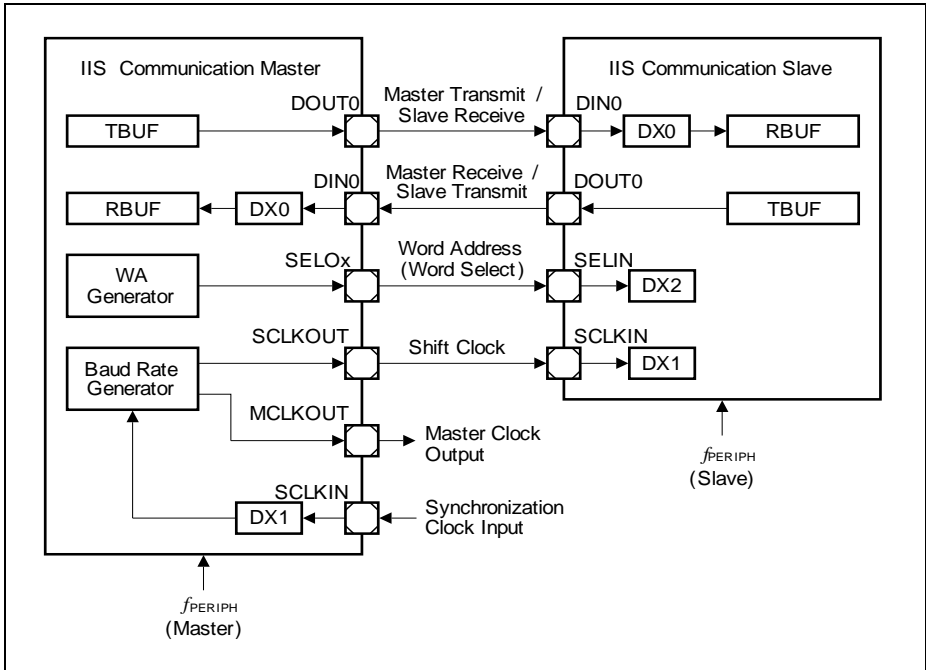 IIS Communication Master
IIS Communication Slave
DOUT0
Master Transmit /
Slave Receive
DIN0
TBUF
DX0
RBUF
DIN0
Master Receive /
Slave Transmit
DOUT0
RBUF
DX0
TBUF
SELOx
Word Address
(Word Select)
SELIN
WA
Generator
DX2
SCLKOUT
Shift Clock
SCLKIN
Baud Rate
Generator
DX1
MCLKOUT
Master Clock
Output
SCLKIN
DX1
Synchronization
Clock Input
fPERIPH
(Slave)
fPERIPH
(Master)